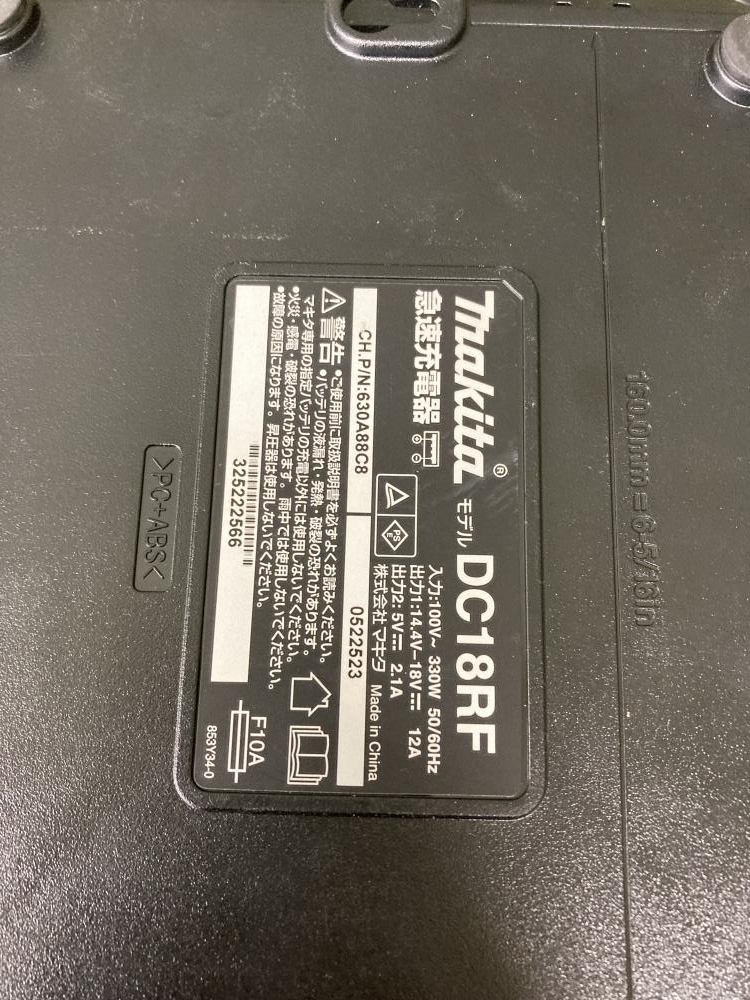 makita®
モデル DC18RF
急速充電器
入力:100V~ 330W 50/60Hz
出力1:14.4V–18V⎓ 12A
出力2: 5V⎓ 2.1A
株式会社 マキタ Made in China
PS
E
CH.P/N:630A88C8
0522523
警告
•ご使用前に取扱説明書を必ずよくお読みください。
•バッテリの液漏れ・発熱・破裂の恐れがあります。
マキタ専用の指定バッテリの充電以外には使用しないでください。
•火災・感電・破裂の恐れがあります。雨中では使用しないでください。
•故障の原因になります。昇圧器は使用しないでください。
325222566
F10A
853Y34-0
160.0mm = 6-5/16in
>PC+ABS<